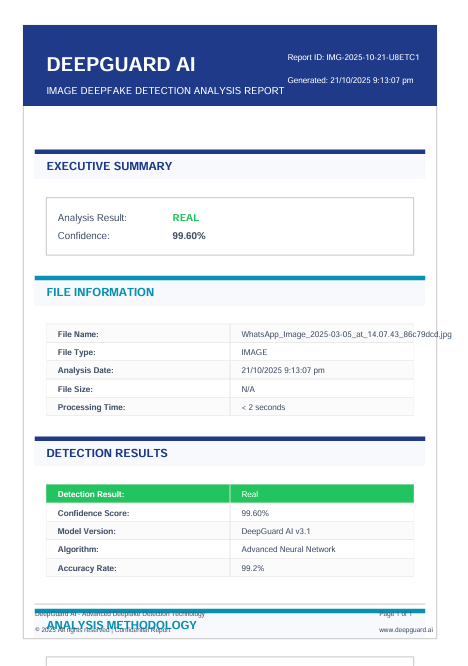 DEEPGUARD AI
Report ID: IMG-2025-10-21-U8ETC1
Generated: 21/10/2025 9:13:07 pm
IMAGE DEEPFAKE DETECTION ANALYSIS REPORT
EXECUTIVE SUMMARY
Analysis Result: REAL
Confidence: 99.60%
FILE INFORMATION
File Name: WhatsApp_Image_2025-03-05_at_14.07.43_86c79dcd.jpg
File Type: IMAGE
Analysis Date: 21/10/2025 9:13:07 pm
File Size: N/A
Processing Time: < 2 seconds
DETECTION RESULTS
Detection Result: Real
Confidence Score: 99.60%
Model Version: DeepGuard AI v3.1
Algorithm: Advanced Neural Network
Accuracy Rate: 99.2%
DeepGuard AI - Advanced Deepfake Detection Technology Page 1 of 1
ANALYSIS METHODOLOGY
© 2025 All rights reserved | Confidential Report www.deepguard.ai